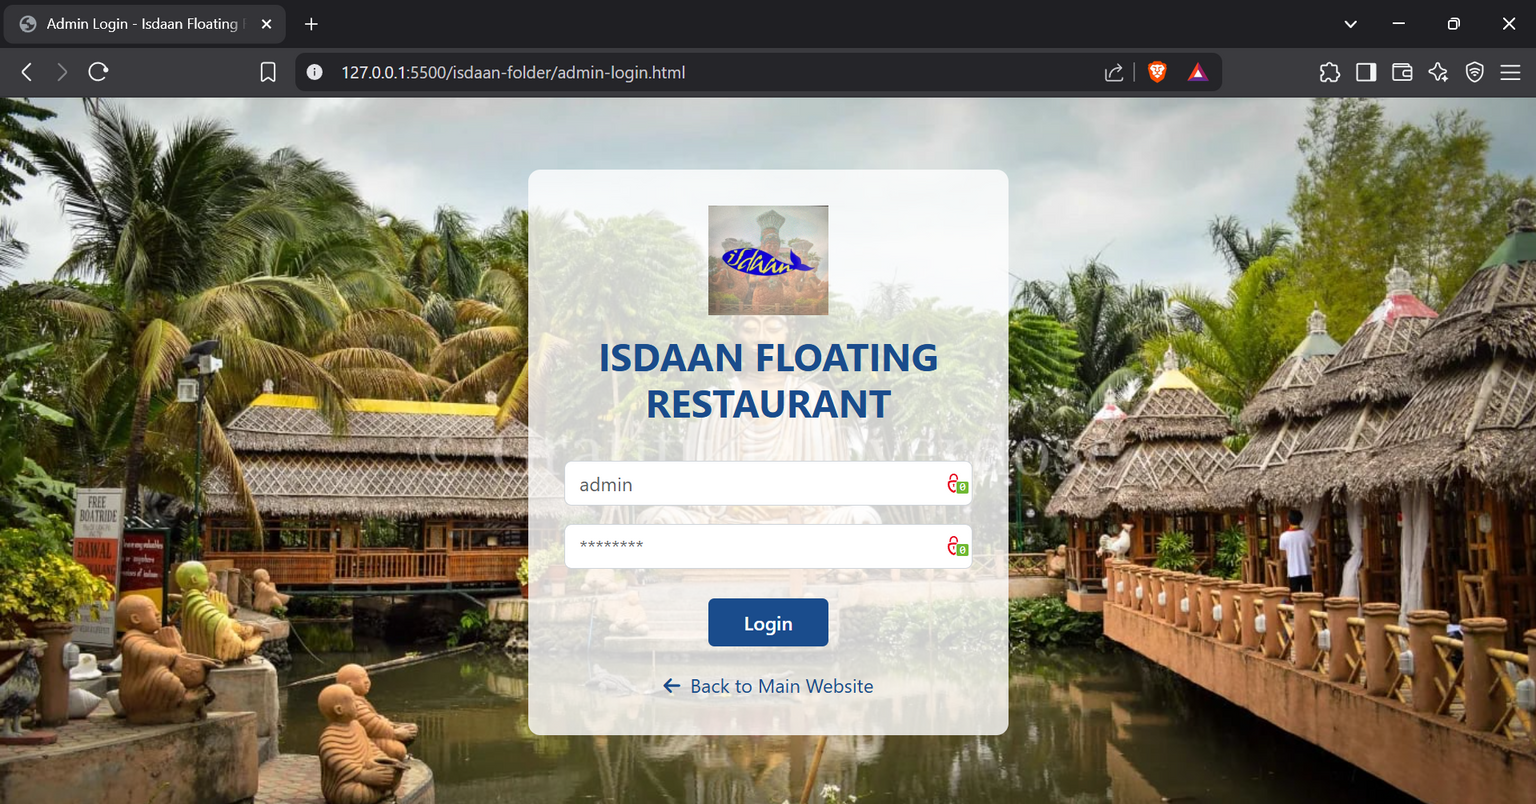 Admin Login - Isdaan Floating
127.0.0.1:5500/isdaan-folder/admin-login.html
isdaan
ISDAAN FLOATING
RESTAURANT
admin
********
Login
Back to Main Website
FREE
BOATRIDE
BAWAL